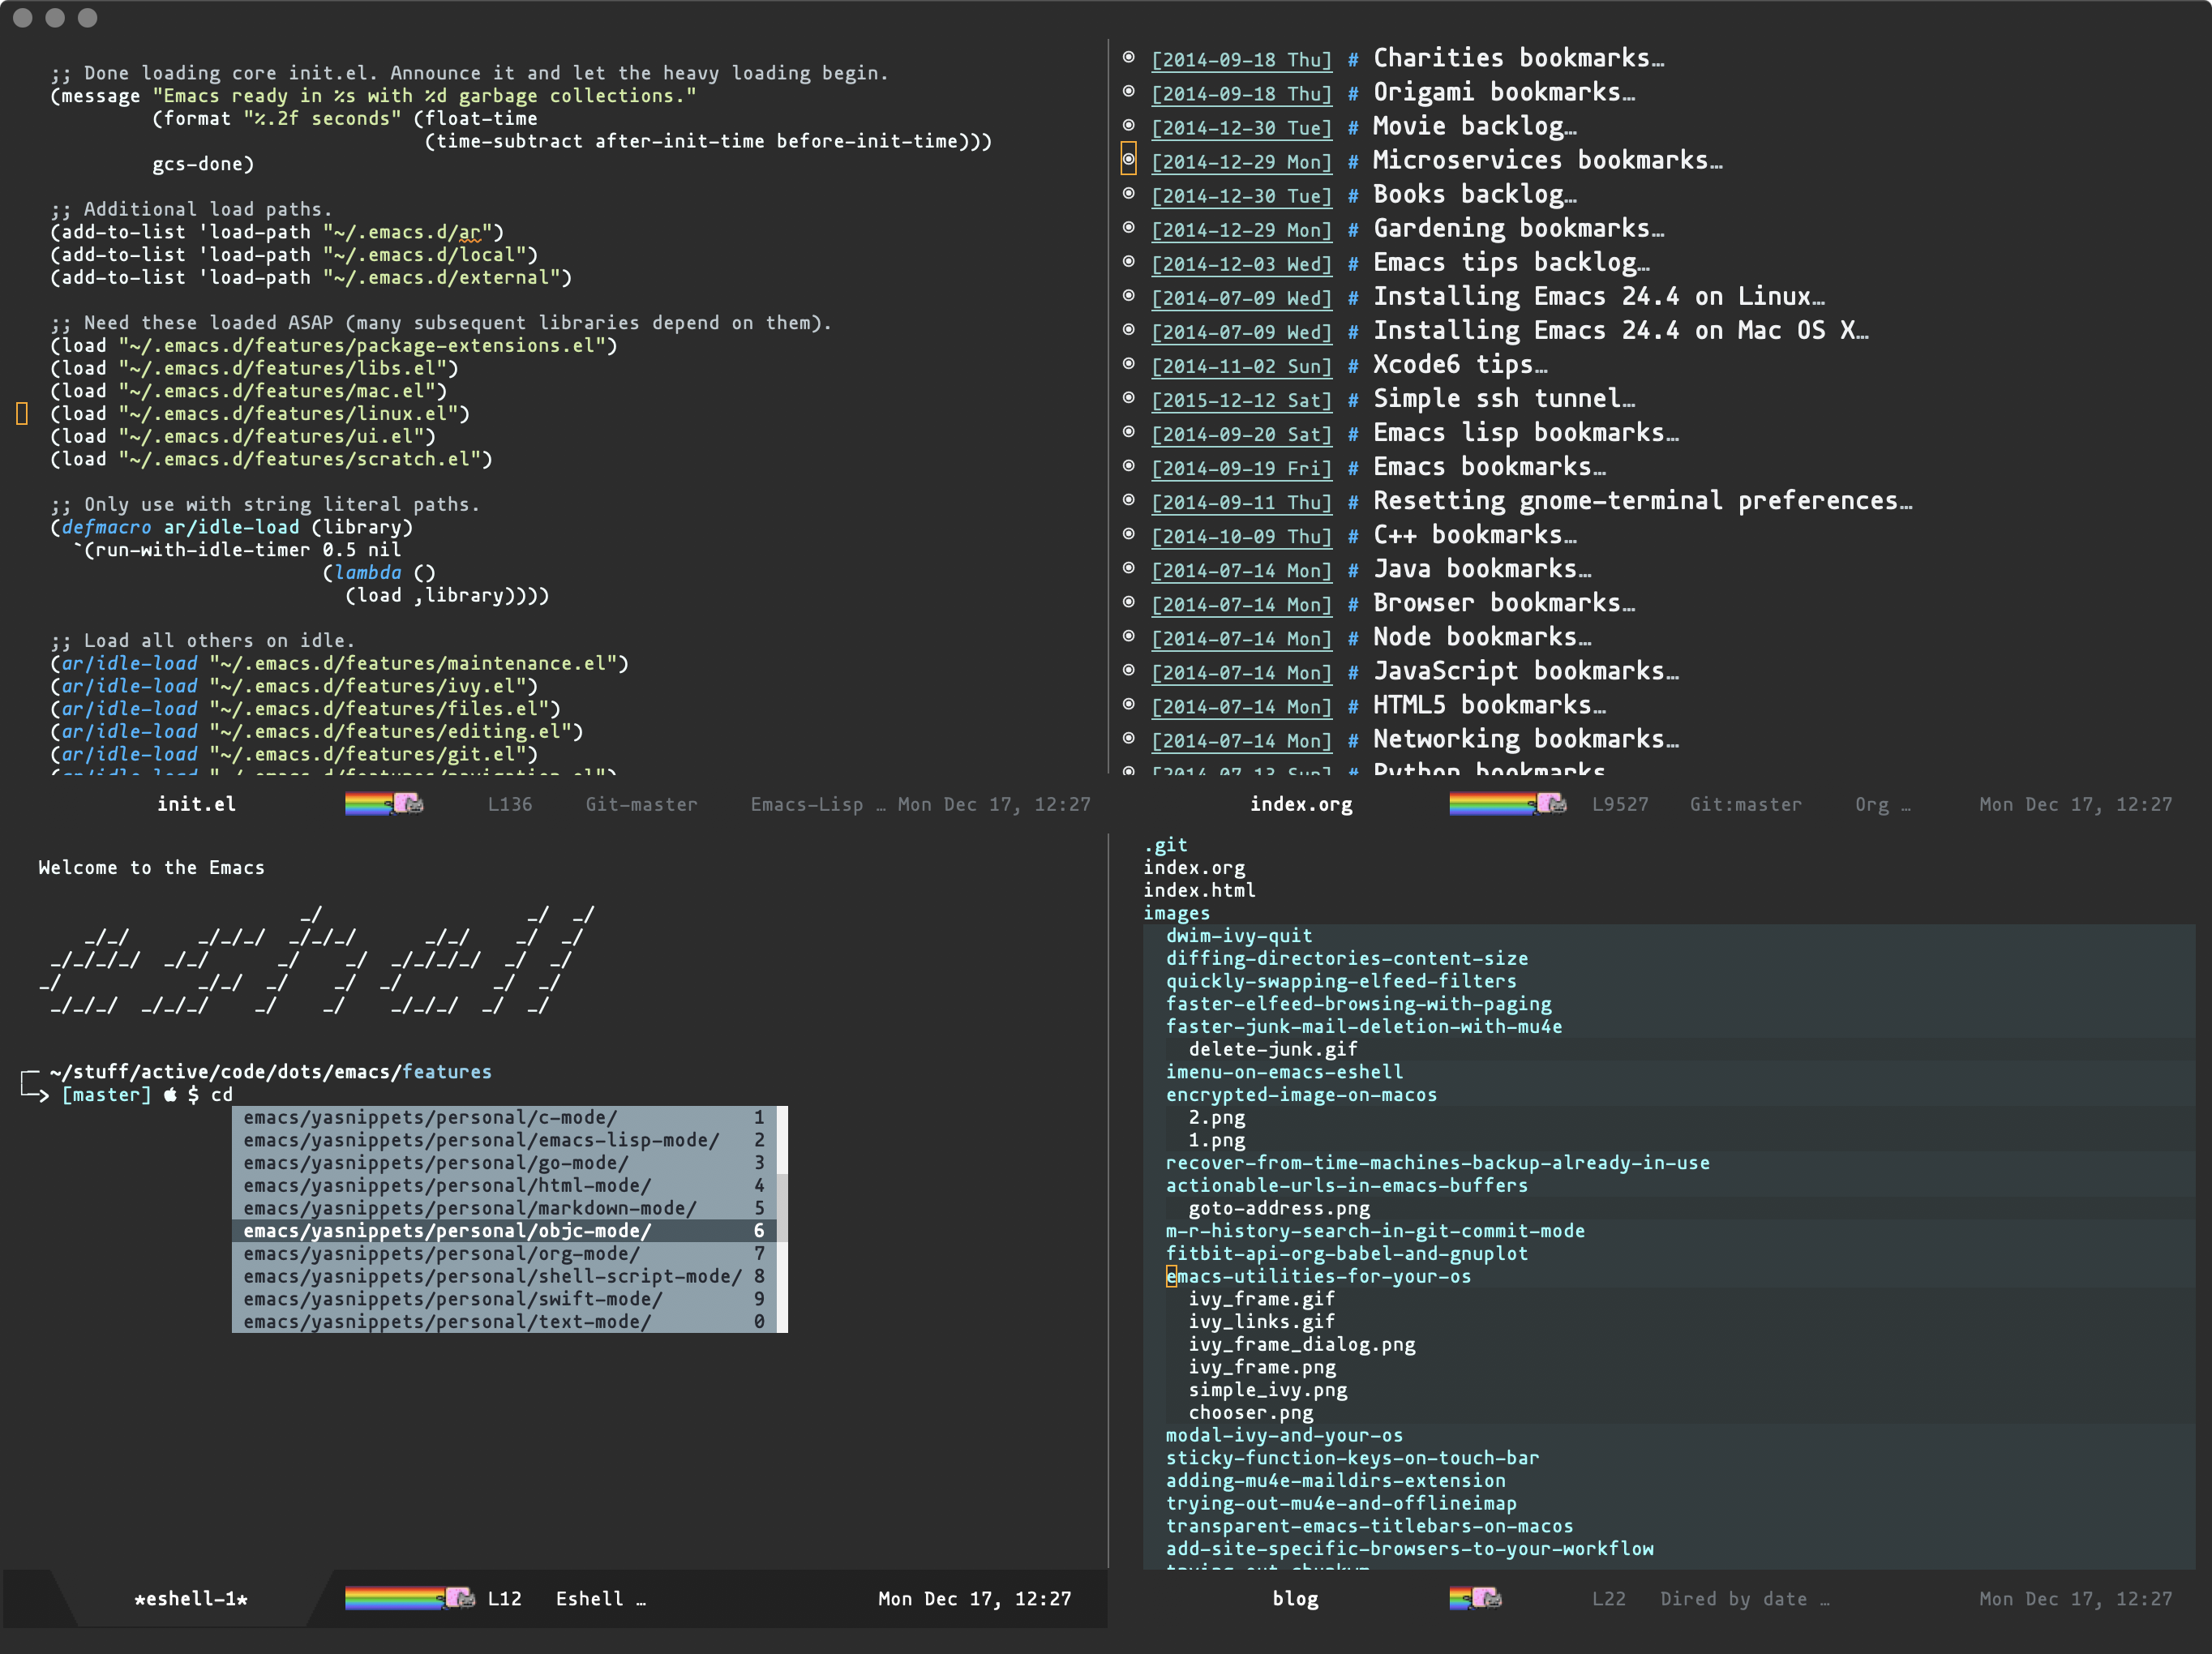 ;; Done loading core init.el. Announce it and let the heavy loading begin.
(message "Emacs ready in %s with %d garbage collections."
(format "%.2f seconds" (float-time
(time-subtract after-init-time before-init-time)))
gcs-done)
;; Additional load paths.
(add-to-list 'load-path "~/.emacs.d/ar")
(add-to-list 'load-path "~/.emacs.d/local")
(add-to-list 'load-path "~/.emacs.d/external")
;; Need these loaded ASAP (many subsequent libraries depend on them).
(load "~/.emacs.d/features/package-extensions.el")
(load "~/.emacs.d/features/libs.el")
(load "~/.emacs.d/features/mac.el")
(load "~/.emacs.d/features/linux.el")
(load "~/.emacs.d/features/ui.el")
(load "~/.emacs.d/features/scratch.el")
;; Only use with string literal paths.
(defmacro ar/idle-load (library)
`(run-with-idle-timer 0.5 nil
(lambda ()
(load ,library))))
;; Load all others on idle.
(ar/idle-load "~/.emacs.d/features/maintenance.el")
(ar/idle-load "~/.emacs.d/features/ivy.el")
(ar/idle-load "~/.emacs.d/features/files.el")
(ar/idle-load "~/.emacs.d/features/editing.el")
(ar/idle-load "~/.emacs.d/features/git.el")
(ar/idle-load "~/.emacs.d/features/navigation.el")
init.el L136 Git-master Emacs-Lisp … Mon Dec 17, 12:27
[2014-09-18 Thu] # Charities bookmarks…
[2014-09-18 Thu] # Origami bookmarks…
[2014-12-30 Tue] # Movie backlog…
[2014-12-29 Mon] # Microservices bookmarks…
[2014-12-30 Tue] # Books backlog…
[2014-12-29 Mon] # Gardening bookmarks…
[2014-12-03 Wed] # Emacs tips backlog…
[2014-07-09 Wed] # Installing Emacs 24.4 on Linux…
[2014-07-09 Wed] # Installing Emacs 24.4 on Mac OS X…
[2014-11-02 Sun] # Xcode6 tips…
[2015-12-12 Sat] # Simple ssh tunnel…
[2014-09-20 Sat] # Emacs lisp bookmarks…
[2014-09-19 Fri] # Emacs bookmarks…
[2014-09-11 Thu] # Resetting gnome-terminal preferences…
[2014-10-09 Thu] # C++ bookmarks…
[2014-07-14 Mon] # Java bookmarks…
[2014-07-14 Mon] # Browser bookmarks…
[2014-07-14 Mon] # Node bookmarks…
[2014-07-14 Mon] # JavaScript bookmarks…
[2014-07-14 Mon] # HTML5 bookmarks…
[2014-07-14 Mon] # Networking bookmarks…
[2014-07-13 Sun] # Python bookmarks
index.org L9527 Git:master Org … Mon Dec 17, 12:27
Welcome to the Emacs
eshell
~/stuff/active/code/dots/emacs/features
[master] $ cd
emacs/yasnippets/personal/c-mode/ 1
emacs/yasnippets/personal/emacs-lisp-mode/ 2
emacs/yasnippets/personal/go-mode/ 3
emacs/yasnippets/personal/html-mode/ 4
emacs/yasnippets/personal/markdown-mode/ 5
emacs/yasnippets/personal/objc-mode/ 6
emacs/yasnippets/personal/org-mode/ 7
emacs/yasnippets/personal/shell-script-mode/ 8
emacs/yasnippets/personal/swift-mode/ 9
emacs/yasnippets/personal/text-mode/ 0
*eshell-1* L12 Eshell … Mon Dec 17, 12:27
.git
index.org
index.html
images
dwim-ivy-quit
diffing-directories-content-size
quickly-swapping-elfeed-filters
faster-elfeed-browsing-with-paging
faster-junk-mail-deletion-with-mu4e
delete-junk.gif
imenu-on-emacs-eshell
encrypted-image-on-macos
2.png
1.png
recover-from-time-machines-backup-already-in-use
actionable-urls-in-emacs-buffers
goto-address.png
m-r-history-search-in-git-commit-mode
fitbit-api-org-babel-and-gnuplot
emacs-utilities-for-your-os
ivy_frame.gif
ivy_links.gif
ivy_frame_dialog.png
ivy_frame.png
simple_ivy.png
chooser.png
modal-ivy-and-your-os
sticky-function-keys-on-touch-bar
adding-mu4e-maildirs-extension
trying-out-mu4e-and-offlineimap
transparent-emacs-titlebars-on-macos
add-site-specific-browsers-to-your-workflow
trying-out-chunkwm
blog L22 Dired by date … Mon Dec 17, 12:27